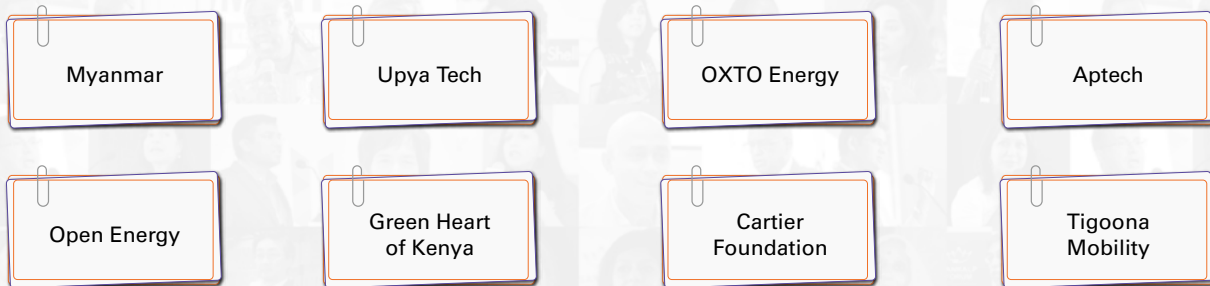 Myanmar
Upya Tech
OXTO Energy
Aptech
Open Energy
Green Heart
of Kenya
Cartier
Foundation
Tigoona
Mobility